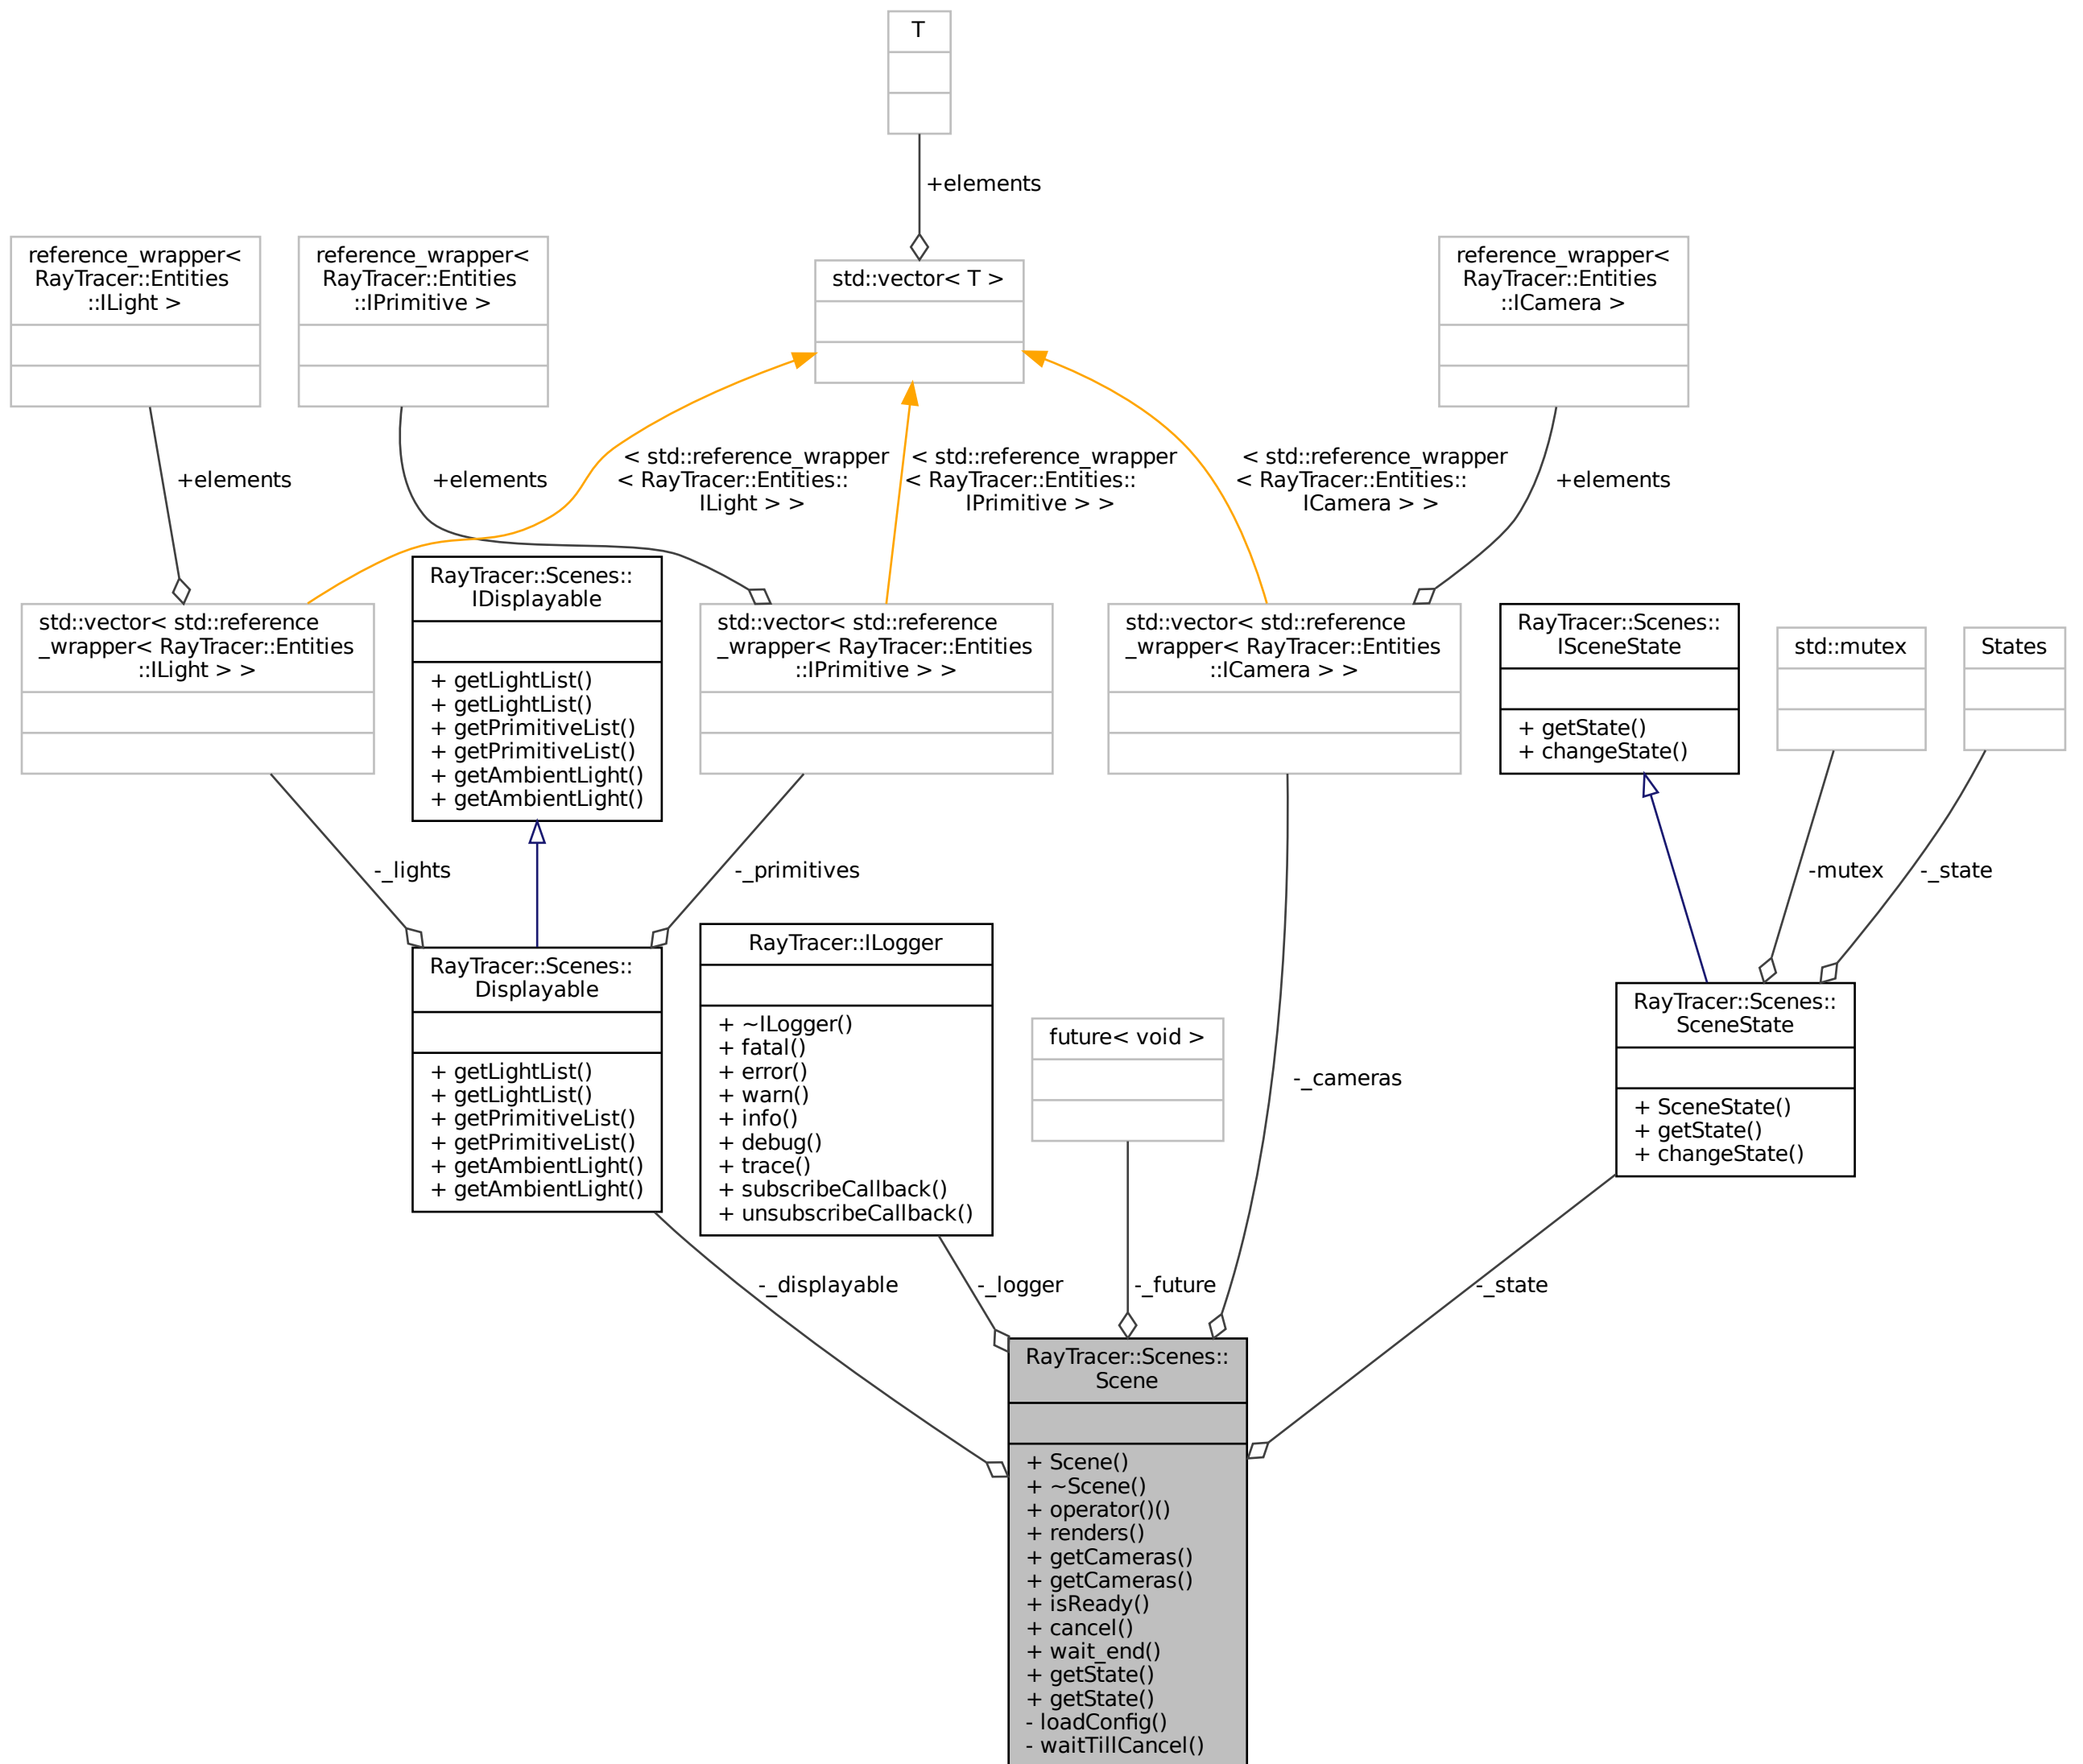 T
+elements
reference_wrapper<
RayTracer::Entities
::ILight >
reference_wrapper<
RayTracer::Entities
::IPrimitive >
std::vector< T >
reference_wrapper<
RayTracer::Entities
::ICamera >
+elements
+elements
< std::reference_wrapper
< RayTracer::Entities::
ILight > >
< std::reference_wrapper
< RayTracer::Entities::
IPrimitive > >
< std::reference_wrapper
< RayTracer::Entities::
ICamera > >
+elements
std::vector< std::reference
_wrapper< RayTracer::Entities
::ILight > >
RayTracer::Scenes::
IDisplayable
+ getLightList()
+ getLightList()
+ getPrimitiveList()
+ getPrimitiveList()
+ getAmbientLight()
+ getAmbientLight()
std::vector< std::reference
_wrapper< RayTracer::Entities
::IPrimitive > >
std::vector< std::reference
_wrapper< RayTracer::Entities
::ICamera > >
RayTracer::Scenes::
ISceneState
+ getState()
+ changeState()
std::mutex
States
-_lights
-_primitives
-mutex
-_state
RayTracer::Scenes::
Displayable
+ getLightList()
+ getLightList()
+ getPrimitiveList()
+ getPrimitiveList()
+ getAmbientLight()
+ getAmbientLight()
RayTracer::ILogger
+ ~ILogger()
+ fatal()
+ error()
+ warn()
+ info()
+ debug()
+ trace()
+ subscribeCallback()
+ unsubscribeCallback()
future< void >
-_cameras
RayTracer::Scenes::
SceneState
+ SceneState()
+ getState()
+ changeState()
-_displayable
-_logger
-_future
-_state
RayTracer::Scenes::
Scene
+ Scene()
+ ~Scene()
+ operator()()
+ renders()
+ getCameras()
+ getCameras()
+ isReady()
+ cancel()
+ wait_end()
+ getState()
+ getState()
- loadConfig()
- waitTillCancel()